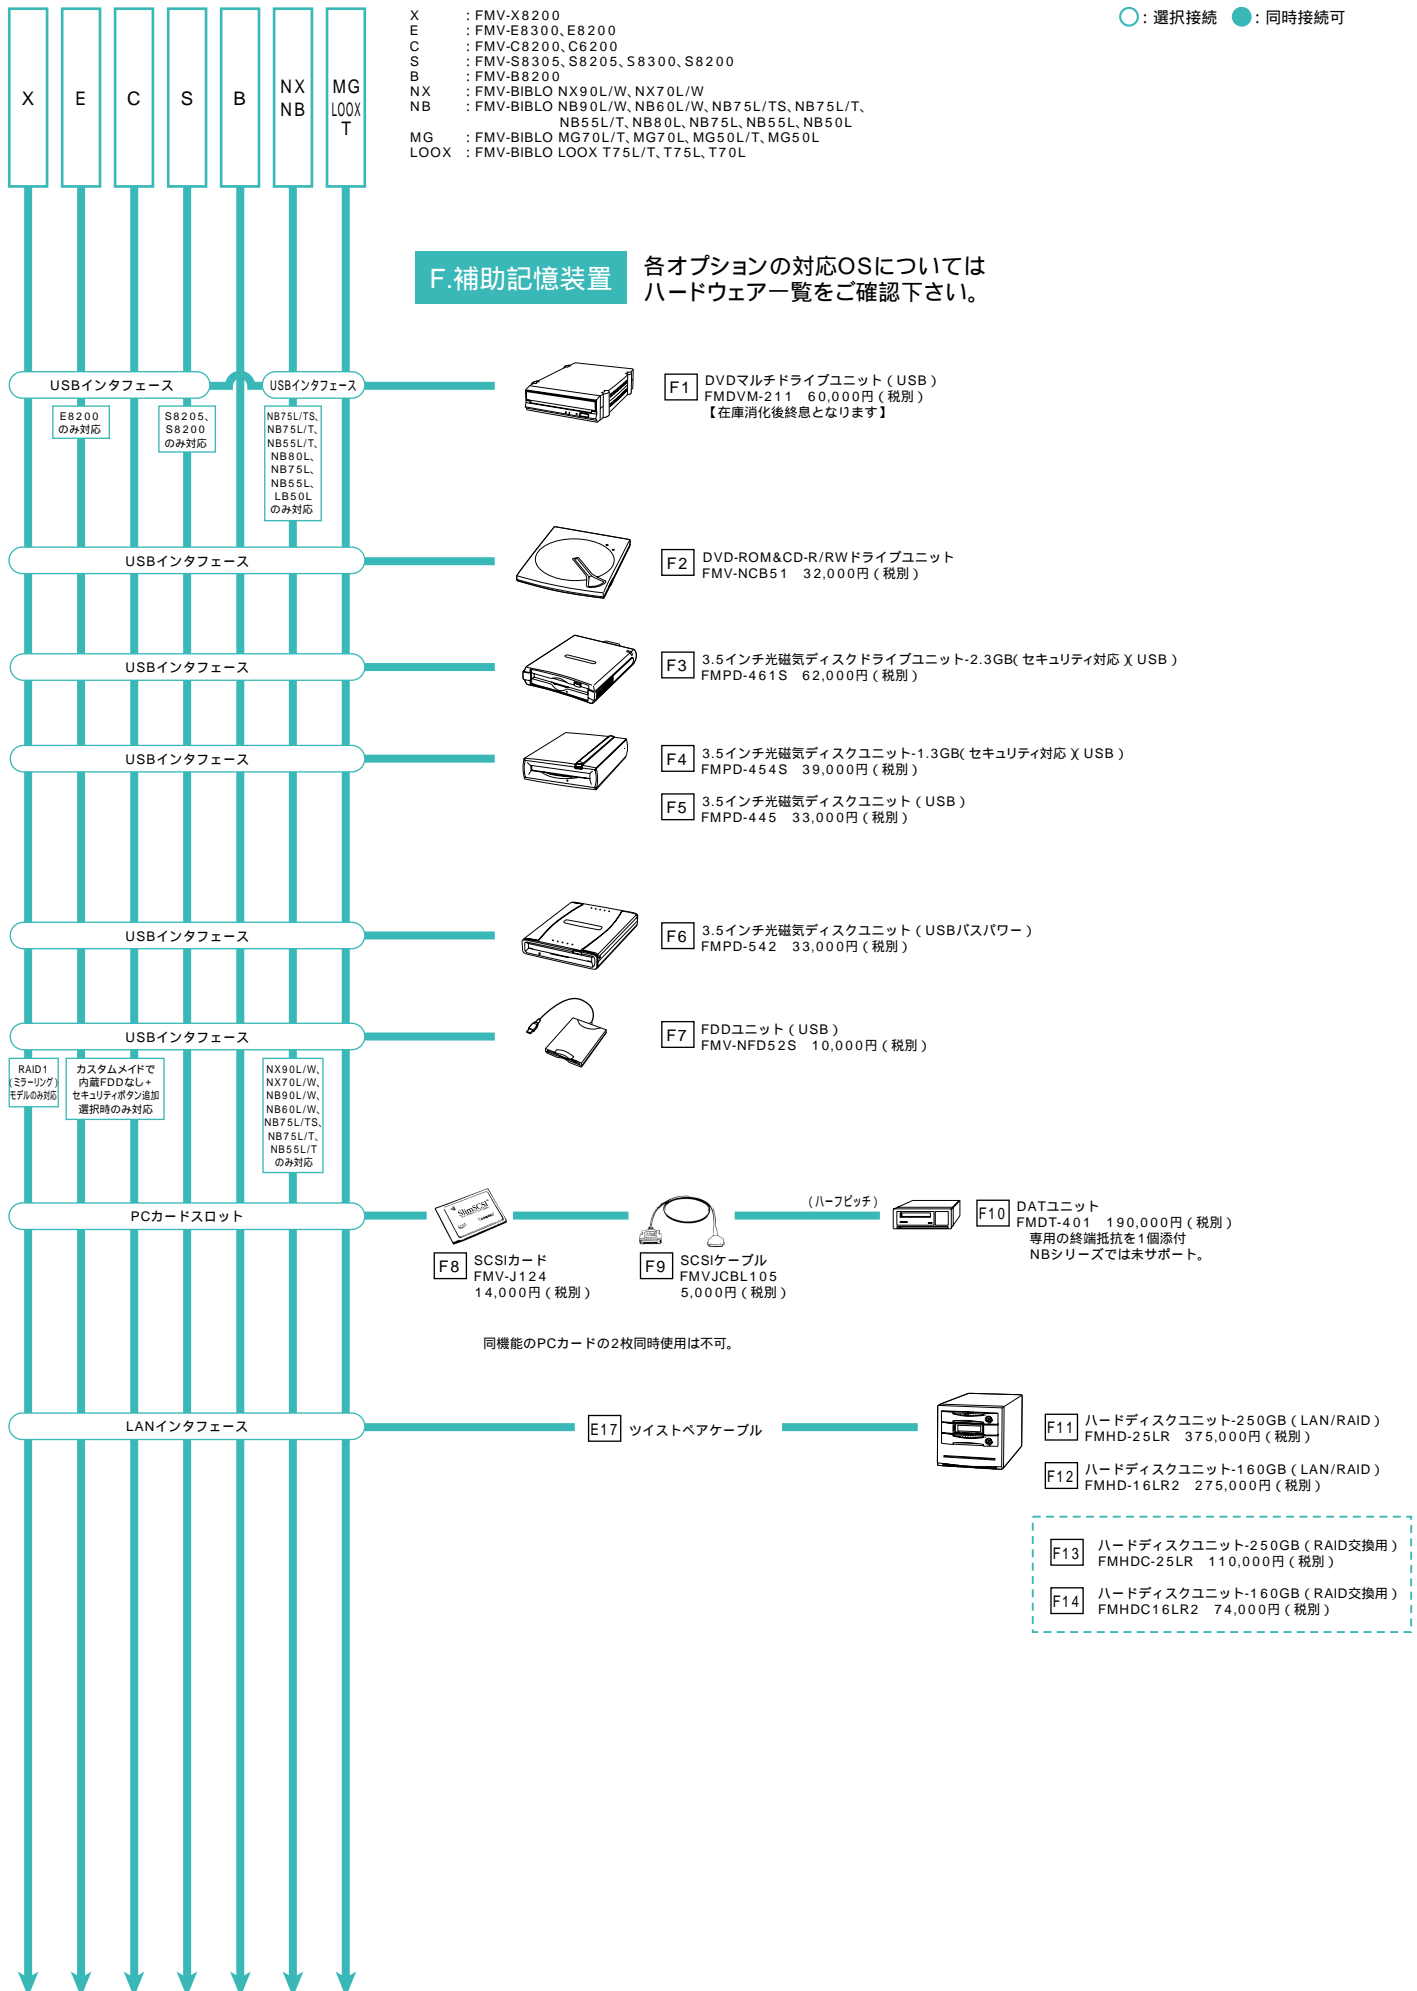 X
E
C
S
B
NX
NB
MG
LOOX
T
X : FMV-X8200
E : FMV-E8300、E8200
C : FMV-C8200、C6200
S : FMV-S8305、S8205、S8300、S8200
B : FMV-B8200
NX : FMV-BIBLO NX90L/W、NX70L/W
NB : FMV-BIBLO NB90L/W、NB60L/W、NB75L/TS、NB75L/T、
NB55L/T、NB80L、NB75L、NB55L、NB50L
MG : FMV-BIBLO MG70L/T、MG70L、MG50L/T、MG50L
LOOX : FMV-BIBLO LOOX T75L/T、T75L、T70L
○: 選択接続 ●: 同時接続可
F.補助記憶装置
各オプションの対応OSについては
ハードウェア一覧をご確認下さい。
USBインタフェース
USBインタフェース
E8200
のみ対応
S8205、
S8200
のみ対応
NB75L/TS、
NB75L/T、
NB55L/T、
NB80L、
NB75L、
NB55L、
LB50L
のみ対応
F1 DVDマルチドライブユニット(USB)
FMDVM-211 60,000円(税別)
【在庫消化後終息となります】
USBインタフェース
F2 DVD-ROM&CD-R/RWドライブユニット
FMV-NCB51 32,000円(税別)
USBインタフェース
F3 3.5インチ光磁気ディスクドライブユニット-2.3GB(セキュリティ対応)(USB)
FMPD-461S 62,000円(税別)
USBインタフェース
F4 3.5インチ光磁気ディスクユニット-1.3GB(セキュリティ対応)(USB)
FMPD-454S 39,000円(税別)
F5 3.5インチ光磁気ディスクユニット(USB)
FMPD-445 33,000円(税別)
USBインタフェース
F6 3.5インチ光磁気ディスクユニット(USBバスパワー)
FMPD-542 33,000円(税別)
USBインタフェース
F7 FDDユニット(USB)
FMV-NFD52S 10,000円(税別)
RAID1
(ミラーリング)
モデルのみ対応
カスタムメイドで
内蔵FDDなし+
セキュリティボタン追加
選択時のみ対応
NX90L/W、
NX70L/W、
NB90L/W、
NB60L/W、
NB75L/TS、
NB75L/T、
NB55L/T
のみ対応
PCカードスロット
SlimSCSI
F8 SCSIカード
FMV-J124
14,000円(税別)
F9 SCSIケーブル
FMVJCBL105
5,000円(税別)
(ハーフピッチ)
F10 DATユニット
FMDT-401 190,000円(税別)
専用の終端抵抗を1個添付
NBシリーズでは未サポート。
同機能のPCカードの2枚同時使用は不可。
LANインタフェース
E17 ツイストペアケーブル
F11 ハードディスクユニット-250GB(LAN/RAID)
FMHD-25LR 375,000円(税別)
F12 ハードディスクユニット-160GB(LAN/RAID)
FMHD-16LR2 275,000円(税別)
F13 ハードディスクユニット-250GB(RAID交換用)
FMHDC-25LR 110,000円(税別)
F14 ハードディスクユニット-160GB(RAID交換用)
FMHDC16LR2 74,000円(税別)